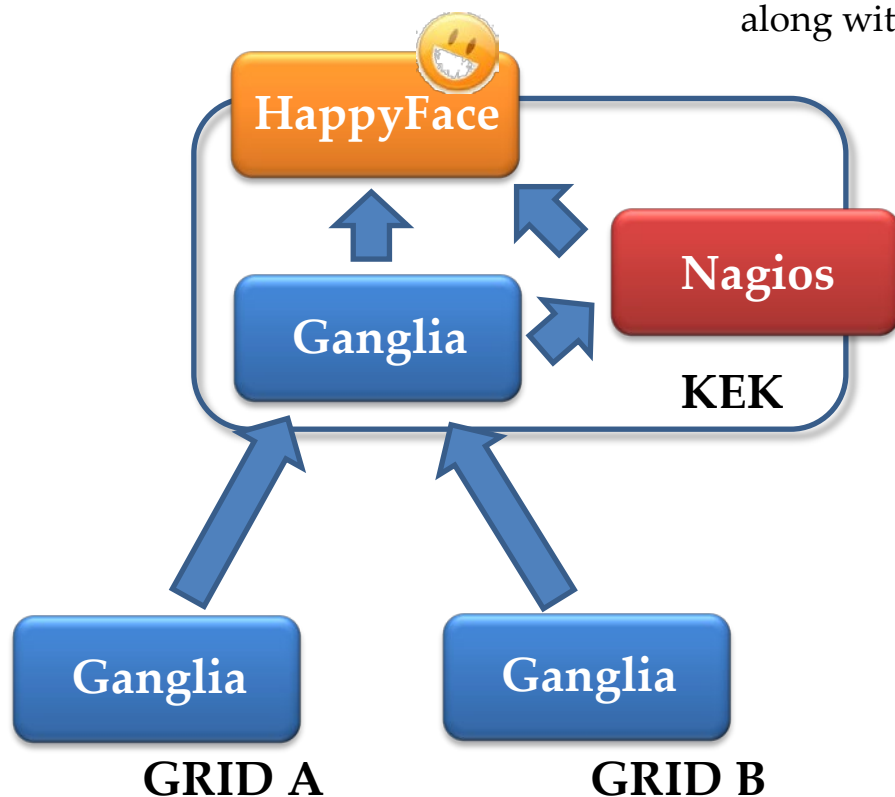 along wit
HappyFace
Nagios
Ganglia
KEK
Ganglia
Ganglia
GRID A
GRID B